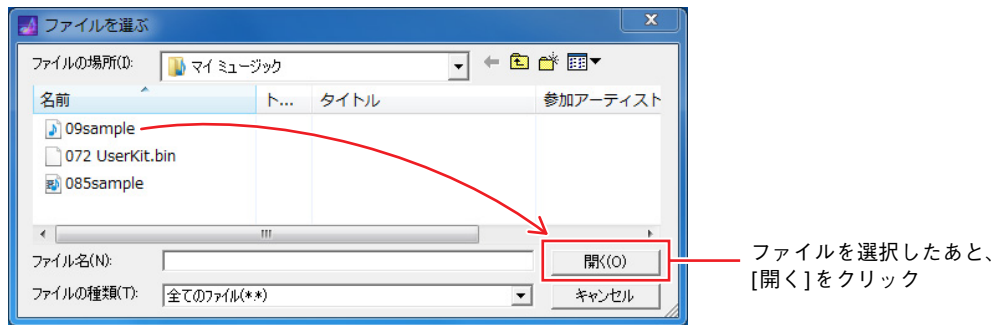 ファイルを選ぶ
ファイルの場所(I):
マイ ミュージック
名前 ト... タイトル 参加アーティスト
09sample
072 UserKit.bin
085sample
ファイル名(N):
開く(O)
ファイルの種類(T):
全てのファイル(*.*)
キャンセル
ファイルを選択したあと、
[開く]をクリック